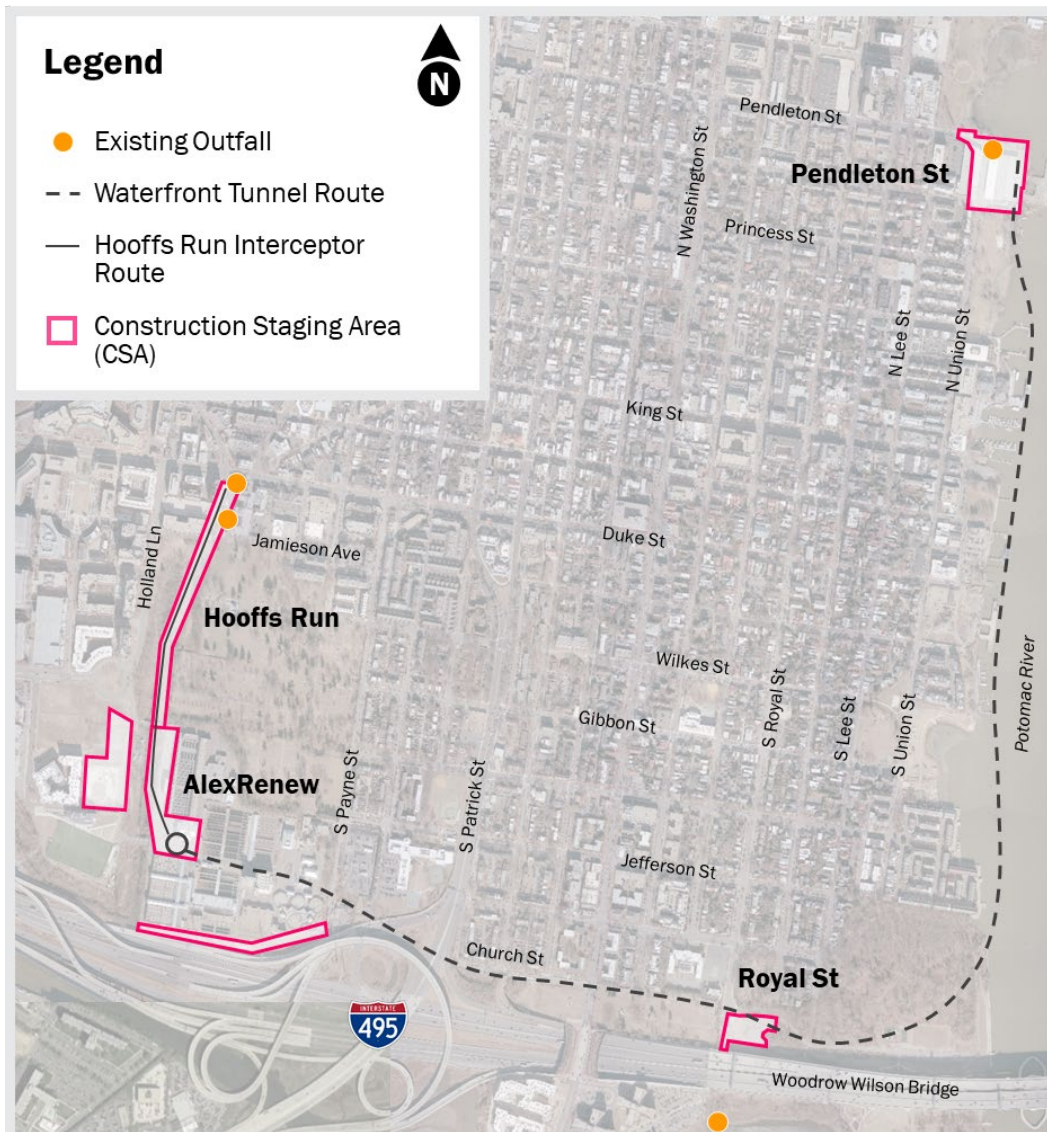 Legend
N
Existing Outfall
Waterfront Tunnel Route
Hooffs Run Interceptor
Route
Construction Staging Area
(CSA)
Pendleton St
Pendleton St
N Washington St
Princess St
N Lee St
N Union St
King St
Holland Ln
Jamieson Ave
Duke St
Hooffs Run
Wilkes St
Potomac River
S Royal St
Gibbon St
S Lee St
S Union St
AlexRenew
S Payne St
S Patrick St
Jefferson St
Church St
Royal St
INTERSTATE
495
Woodrow Wilson Bridge